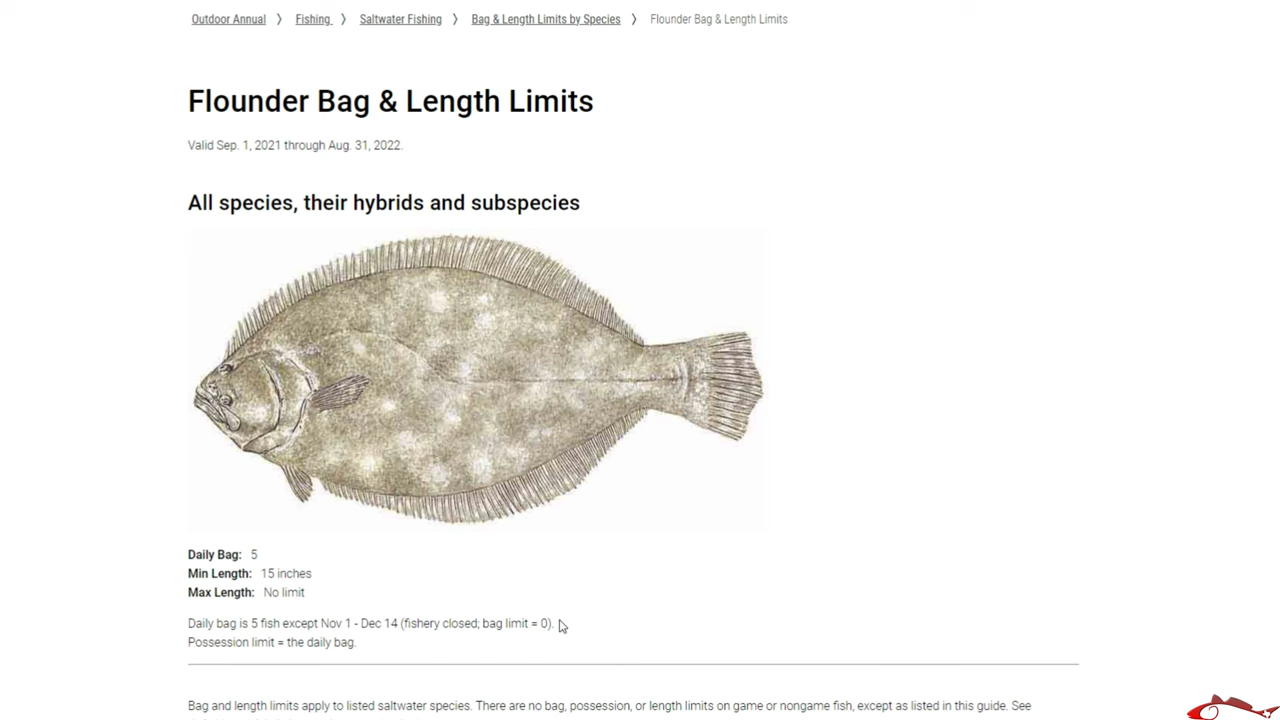 Outdoor Annual > Fishing > Saltwater Fishing > Bag & Length Limits by Species > Flounder Bag & Length Limits
Flounder Bag & Length Limits
Valid Sep. 1, 2021 through Aug. 31, 2022.
All species, their hybrids and subspecies
Daily Bag: 5
Min Length: 15 inches
Max Length: No limit
Daily bag is 5 fish except Nov 1 - Dec 14 (fishery closed; bag limit = 0).
Possession limit = the daily bag.
Bag and length limits apply to listed saltwater species. There are no bag, possession, or length limits on game or nongame fish, except as listed in this guide. See